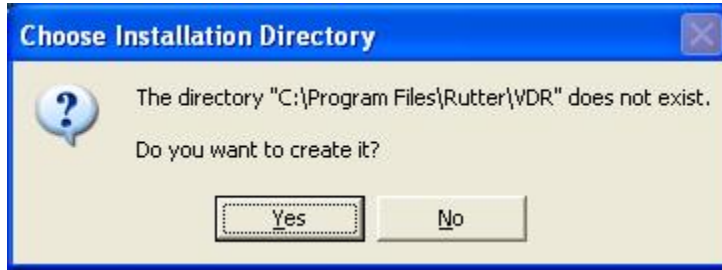 Choose Installation Directory
The directory "C:\Program Files\Rutter\VDR" does not exist.
Do you want to create it?
Yes No